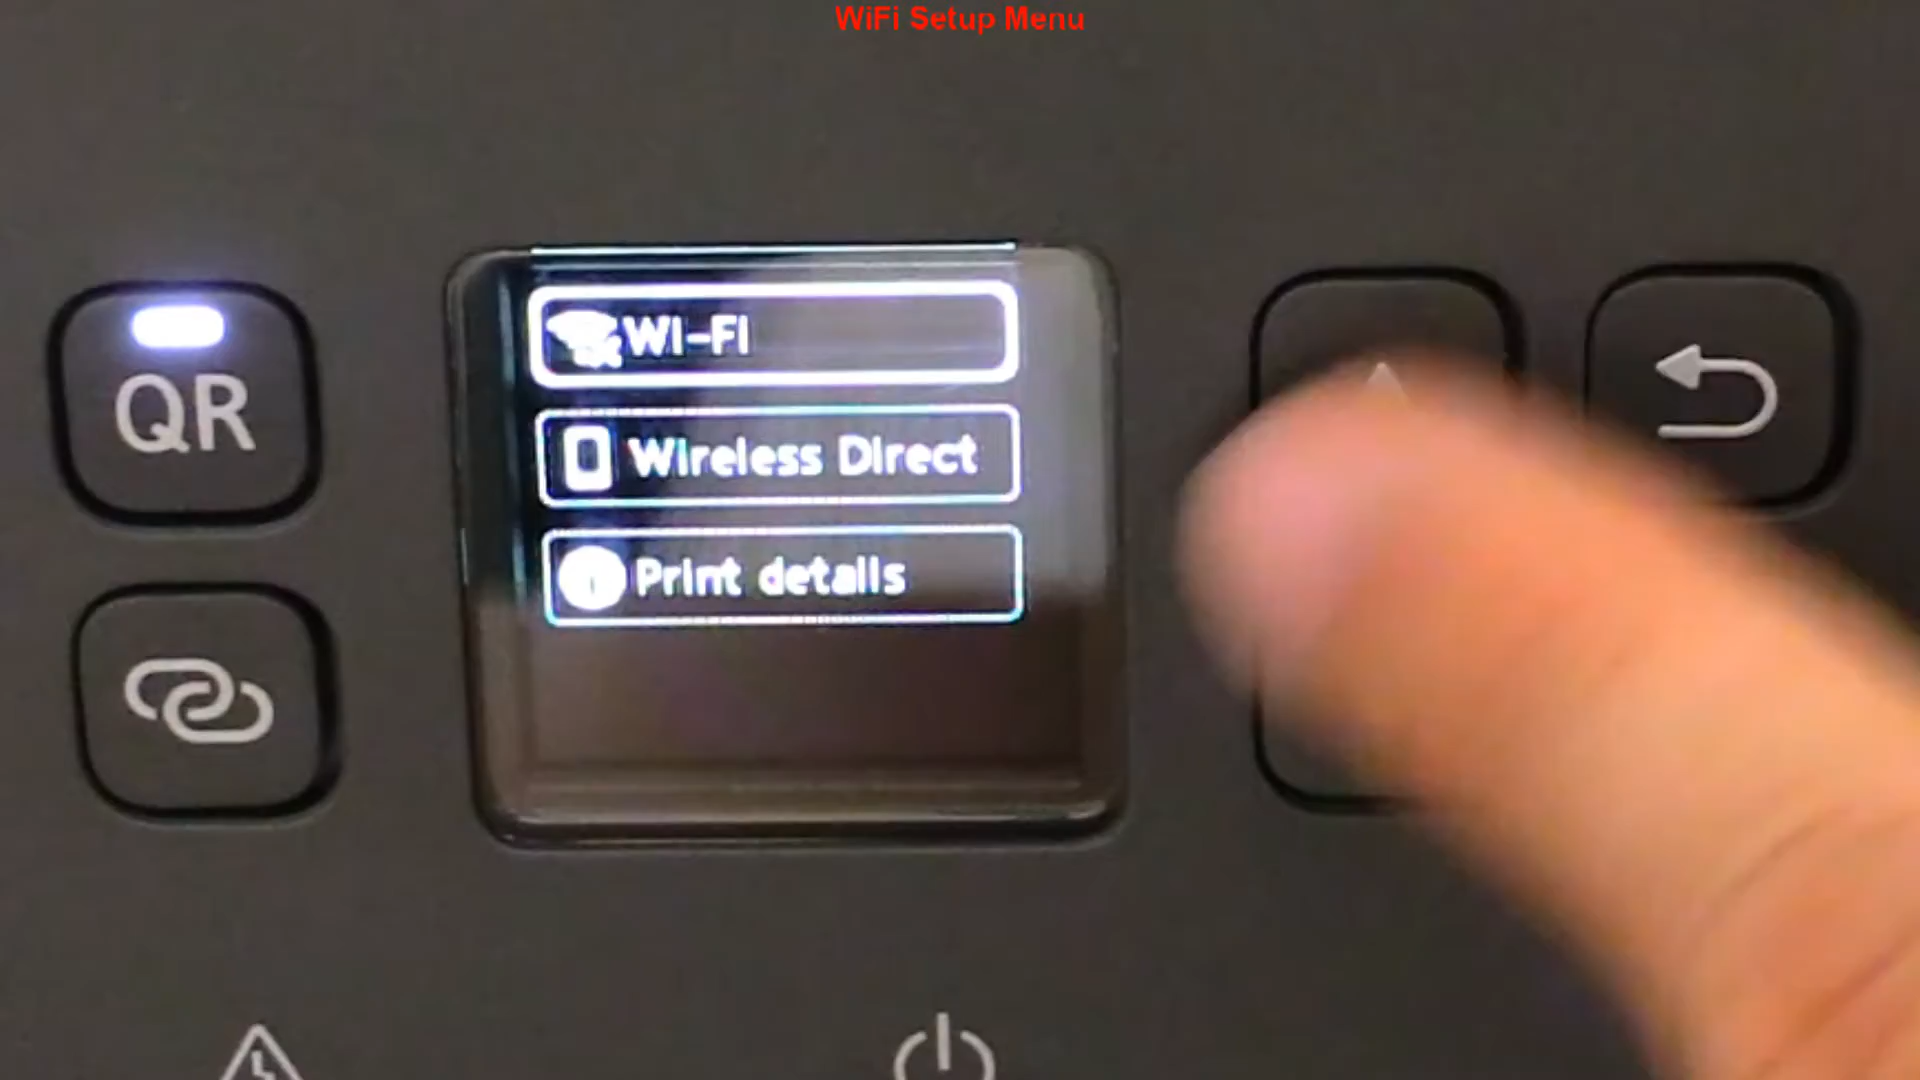 WiFi Setup Menu
Wi-Fi
QR
Wireless Direct
Print details